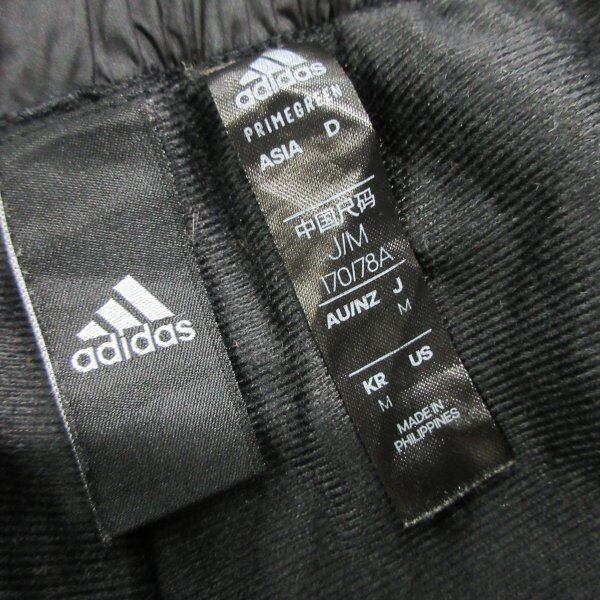 adidas
adidas
PRIMEGREEN
ASIA D
中国尺码
J/M
170/78A
AU/NZ J
M
KR US
M
MADE IN
PHILIPPINES